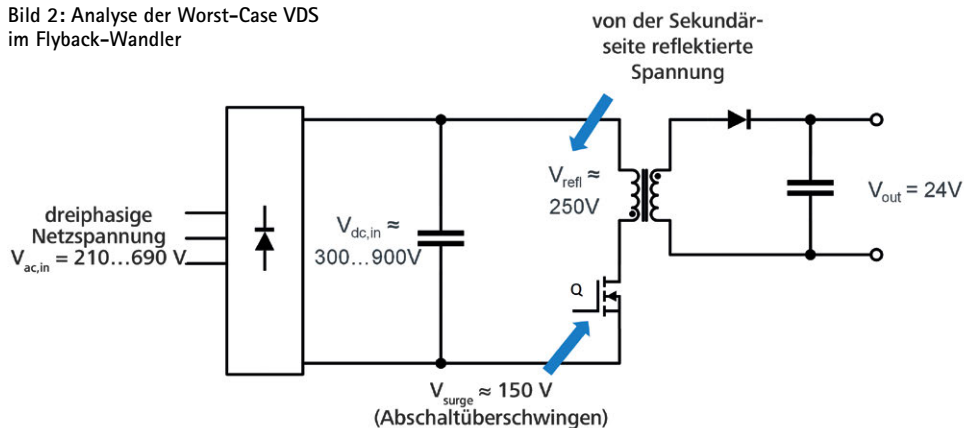 Bild 2: Analyse der Worst-Case VDS
im Flyback-Wandler
von der Sekundär-
seite reflektierte
Spannung
dreiphasige
Netzspannung
Vac,in = 210...690 V
Vdc,in ≈
300...900V
Vrefl ≈
250V
Vout = 24V
Q
Vsurge ≈ 150 V
(Abschaltüberschwingen)